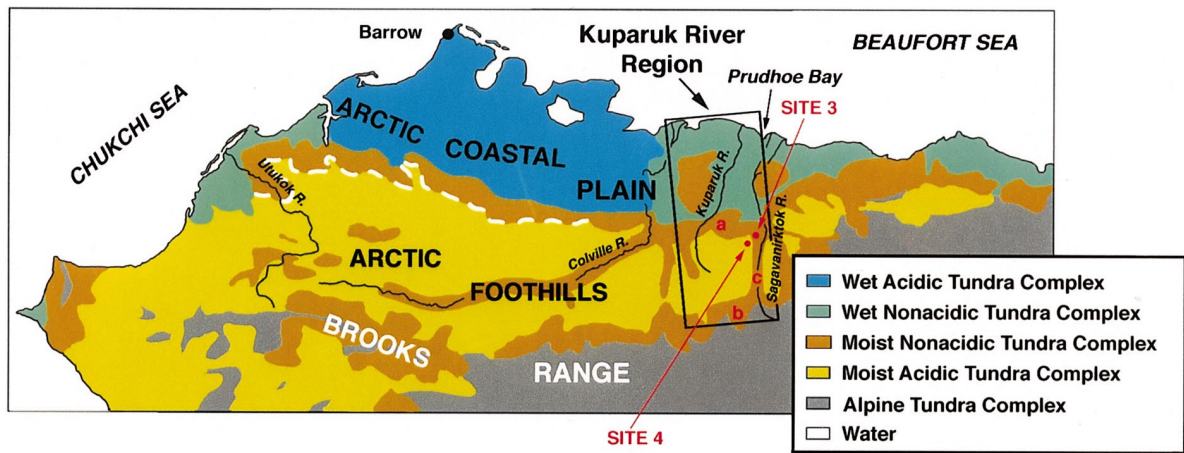 Barrow
Kuparuk River
Region
BEAUFORT SEA
Prudhoe Bay
SITE 3
CHUKCHI SEA
ARCTIC
COASTAL
PLAIN
Utukok R.
Kuparuk R.
Sagavanirktok R.
a
Colville R.
ARCTIC
FOOTHILLS
c
b
BROOKS
RANGE
SITE 4
Wet Acidic Tundra Complex
Wet Nonacidic Tundra Complex
Moist Nonacidic Tundra Complex
Moist Acidic Tundra Complex
Alpine Tundra Complex
Water